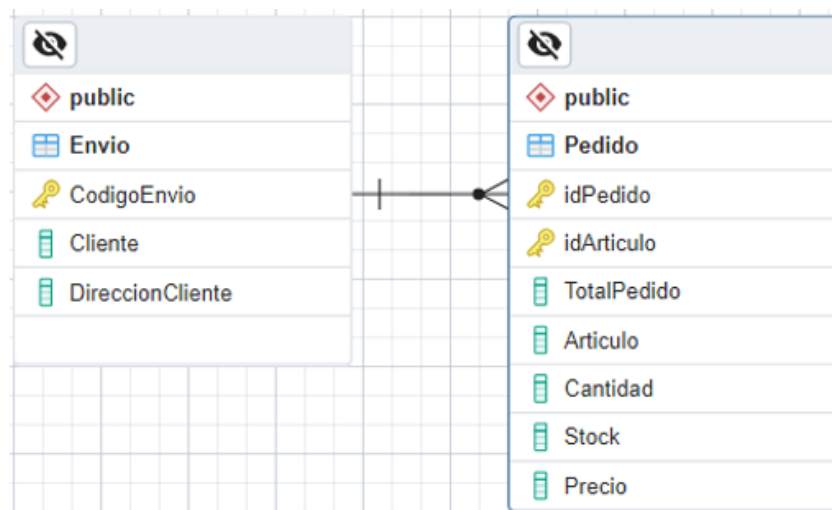 public
Envio
CodigoEnvio
Cliente
DireccionCliente
public
Pedido
idPedido
idArticulo
TotalPedido
Articulo
Cantidad
Stock
Precio